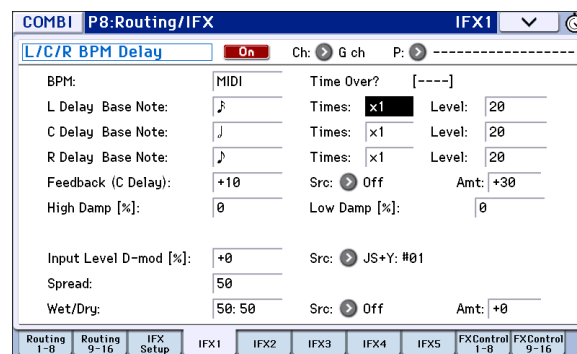 COMBI P8:Routing/IFX IFX1
L/C/R BPM Delay On Ch: G ch P: ------------------
BPM: MIDI Time Over? [----]
L Delay Base Note: Times: x1 Level: 20
C Delay Base Note: Times: x1 Level: 20
R Delay Base Note: Times: x1 Level: 20
Feedback (C Delay): +10 Src: Off Amt: +30
High Damp [%]: 0 Low Damp [%]: 0
Input Level D-mod [%]: +0 Src: JS+Y: #01
Spread: 50
Wet/Dry: 50: 50 Src: Off Amt: +0
Routing 1-8 Routing 9-16 IFX Setup IFX1 IFX2 IFX3 IFX4 IFX5 FXControl 1-8 FXControl 9-16